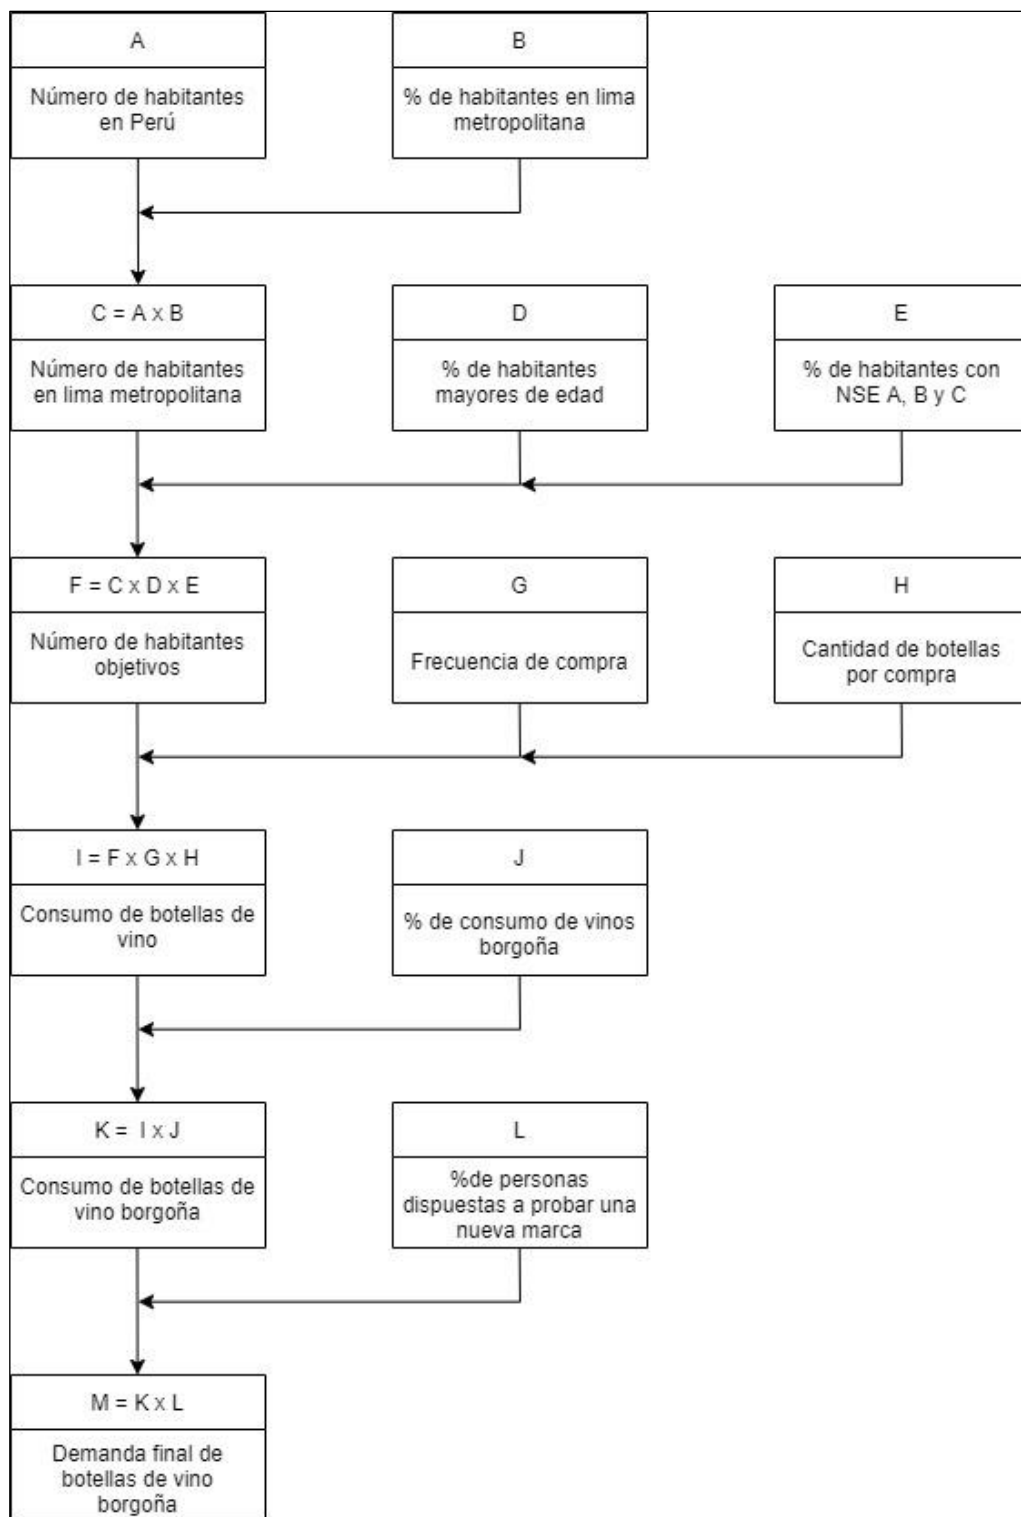 A
Número de habitantes
en Perú
B
% de habitantes en lima
metropolitana
C = A x B
Número de habitantes
en lima metropolitana
D
% de habitantes
mayores de edad
E
% de habitantes con
NSE A, B y C
F = C x D x E
Número de habitantes
objetivos
G
Frecuencia de compra
H
Cantidad de botellas
por compra
I = F x G x H
Consumo de botellas de
vino
J
% de consumo de vinos
borgoña
K = I x J
Consumo de botellas de
vino borgoña
L
%de personas
dispuestas a probar una
nueva marca
M = K x L
Demanda final de
botellas de vino
borgoña